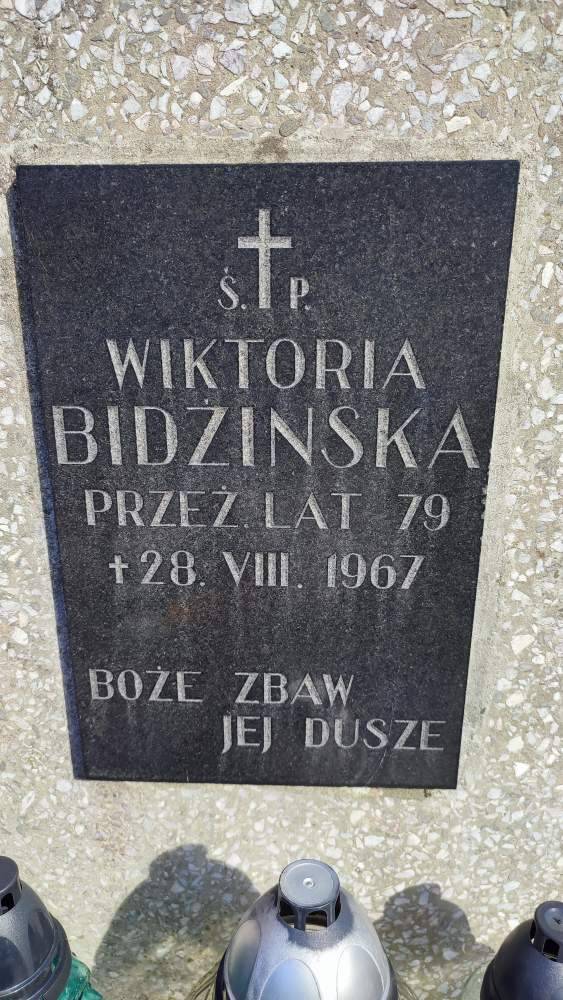 Ś. P.
WIKTORIA
BIDŻINSKA
PRZEŻ. LAT 79
† 28. VIII. 1967
BOŻE ZBAW
JEJ DUSZE